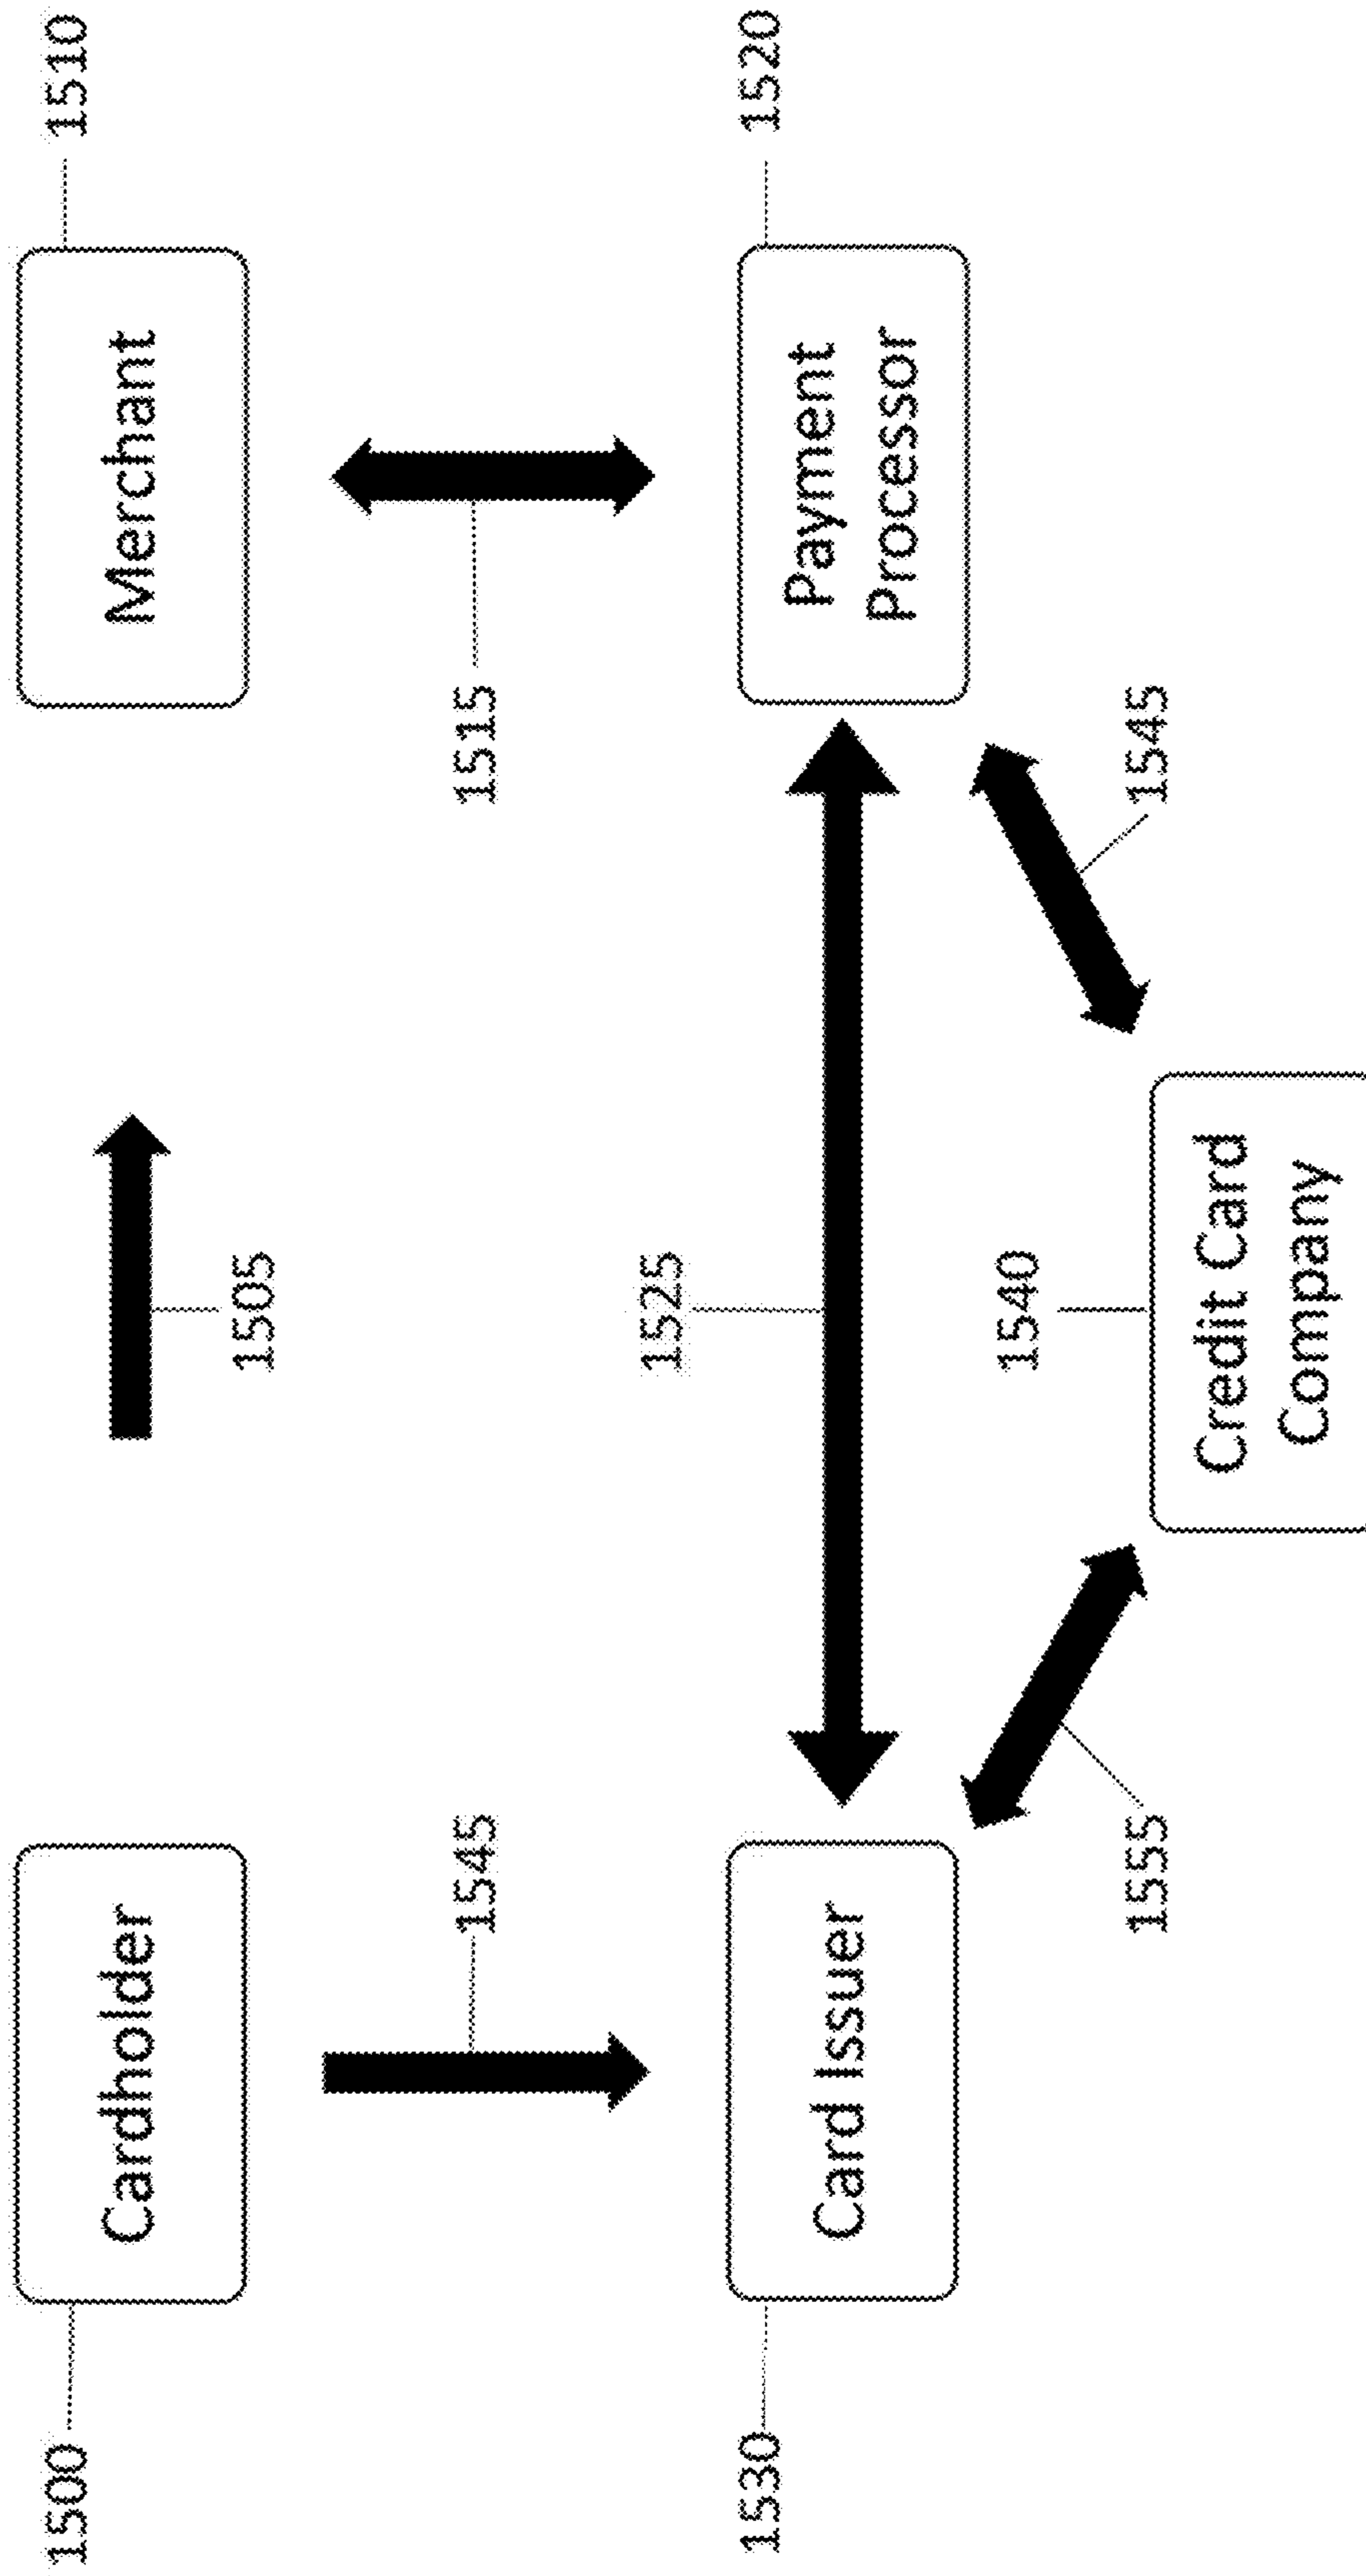 1500
Cardholder
1505
Merchant
1510
1545
1515
1530
Card Issuer
1525
Payment
Processor
1520
1540
1555
Credit Card
Company
1545